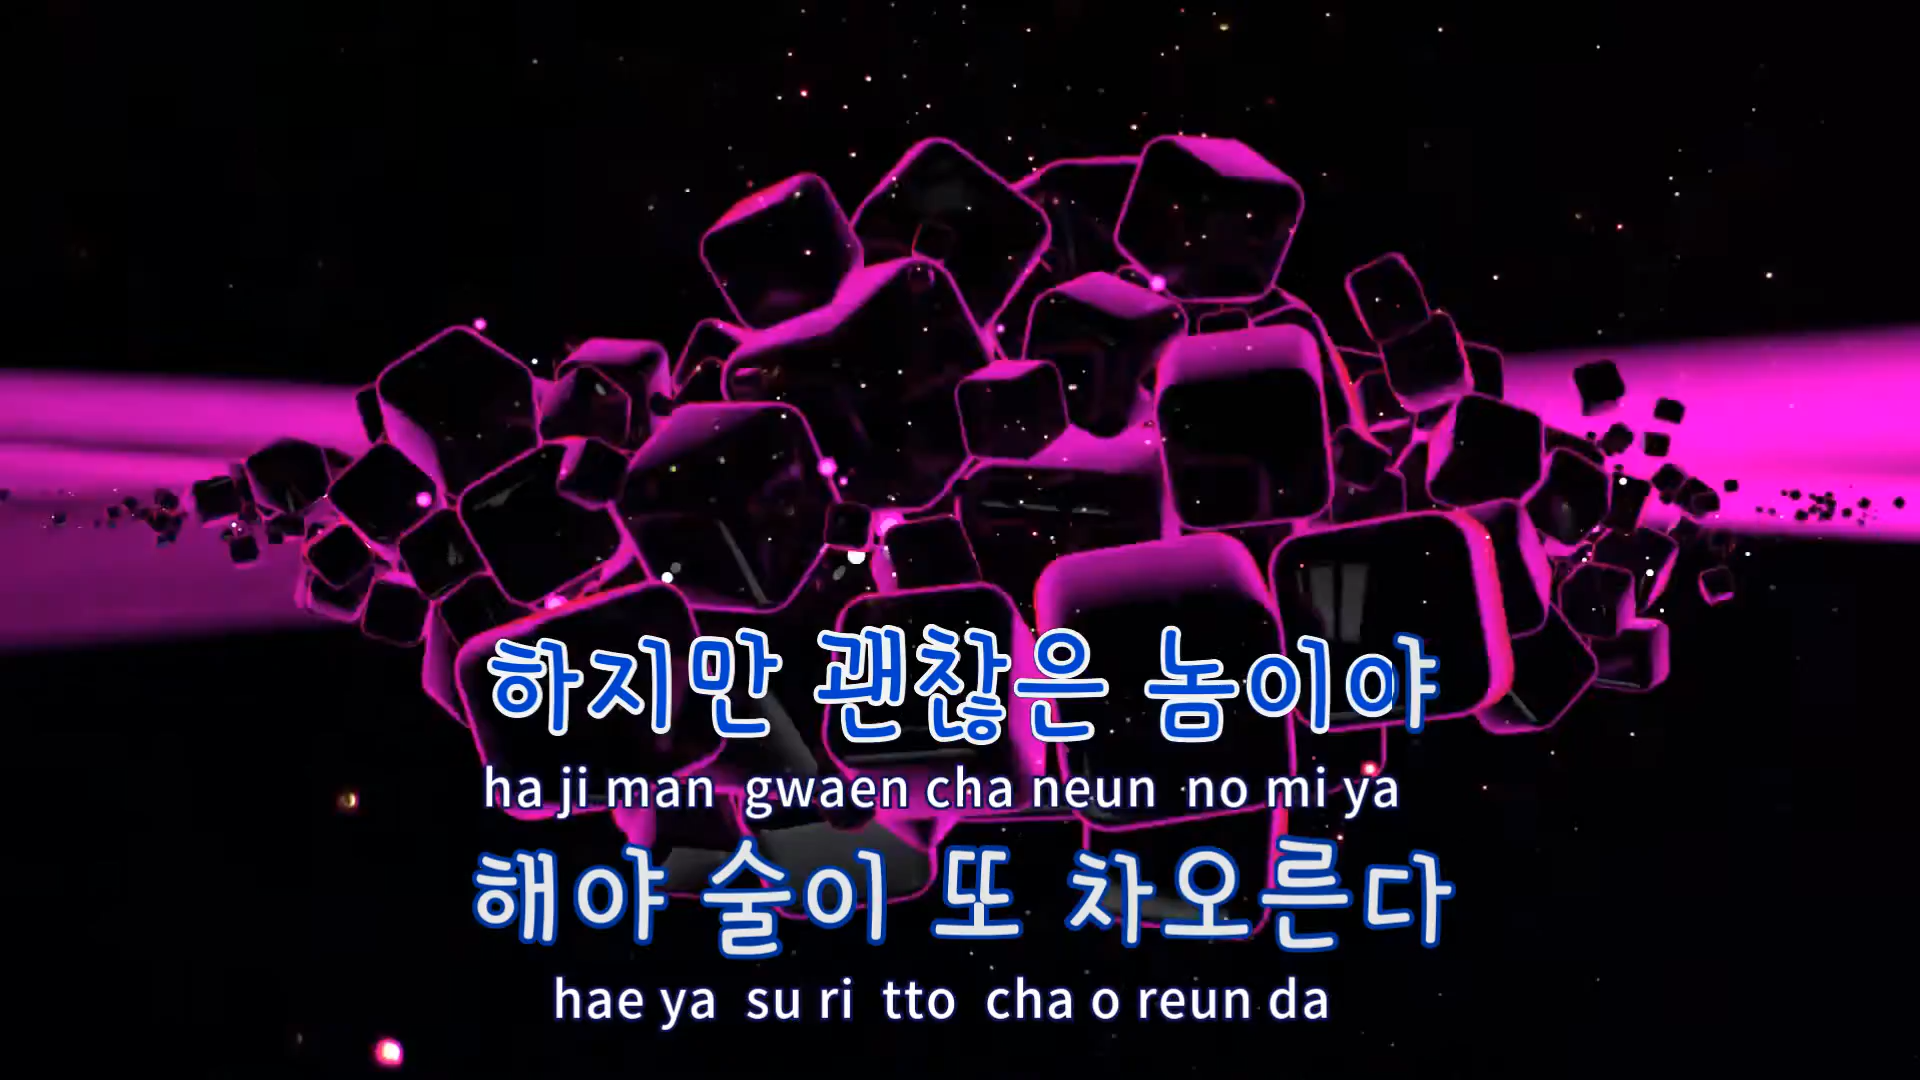 하지만 괜찮은 놈이야
ha ji man gwaen cha neun no mi ya
해야 술이 또 차오른다
hae ya su ri tto cha o reun da